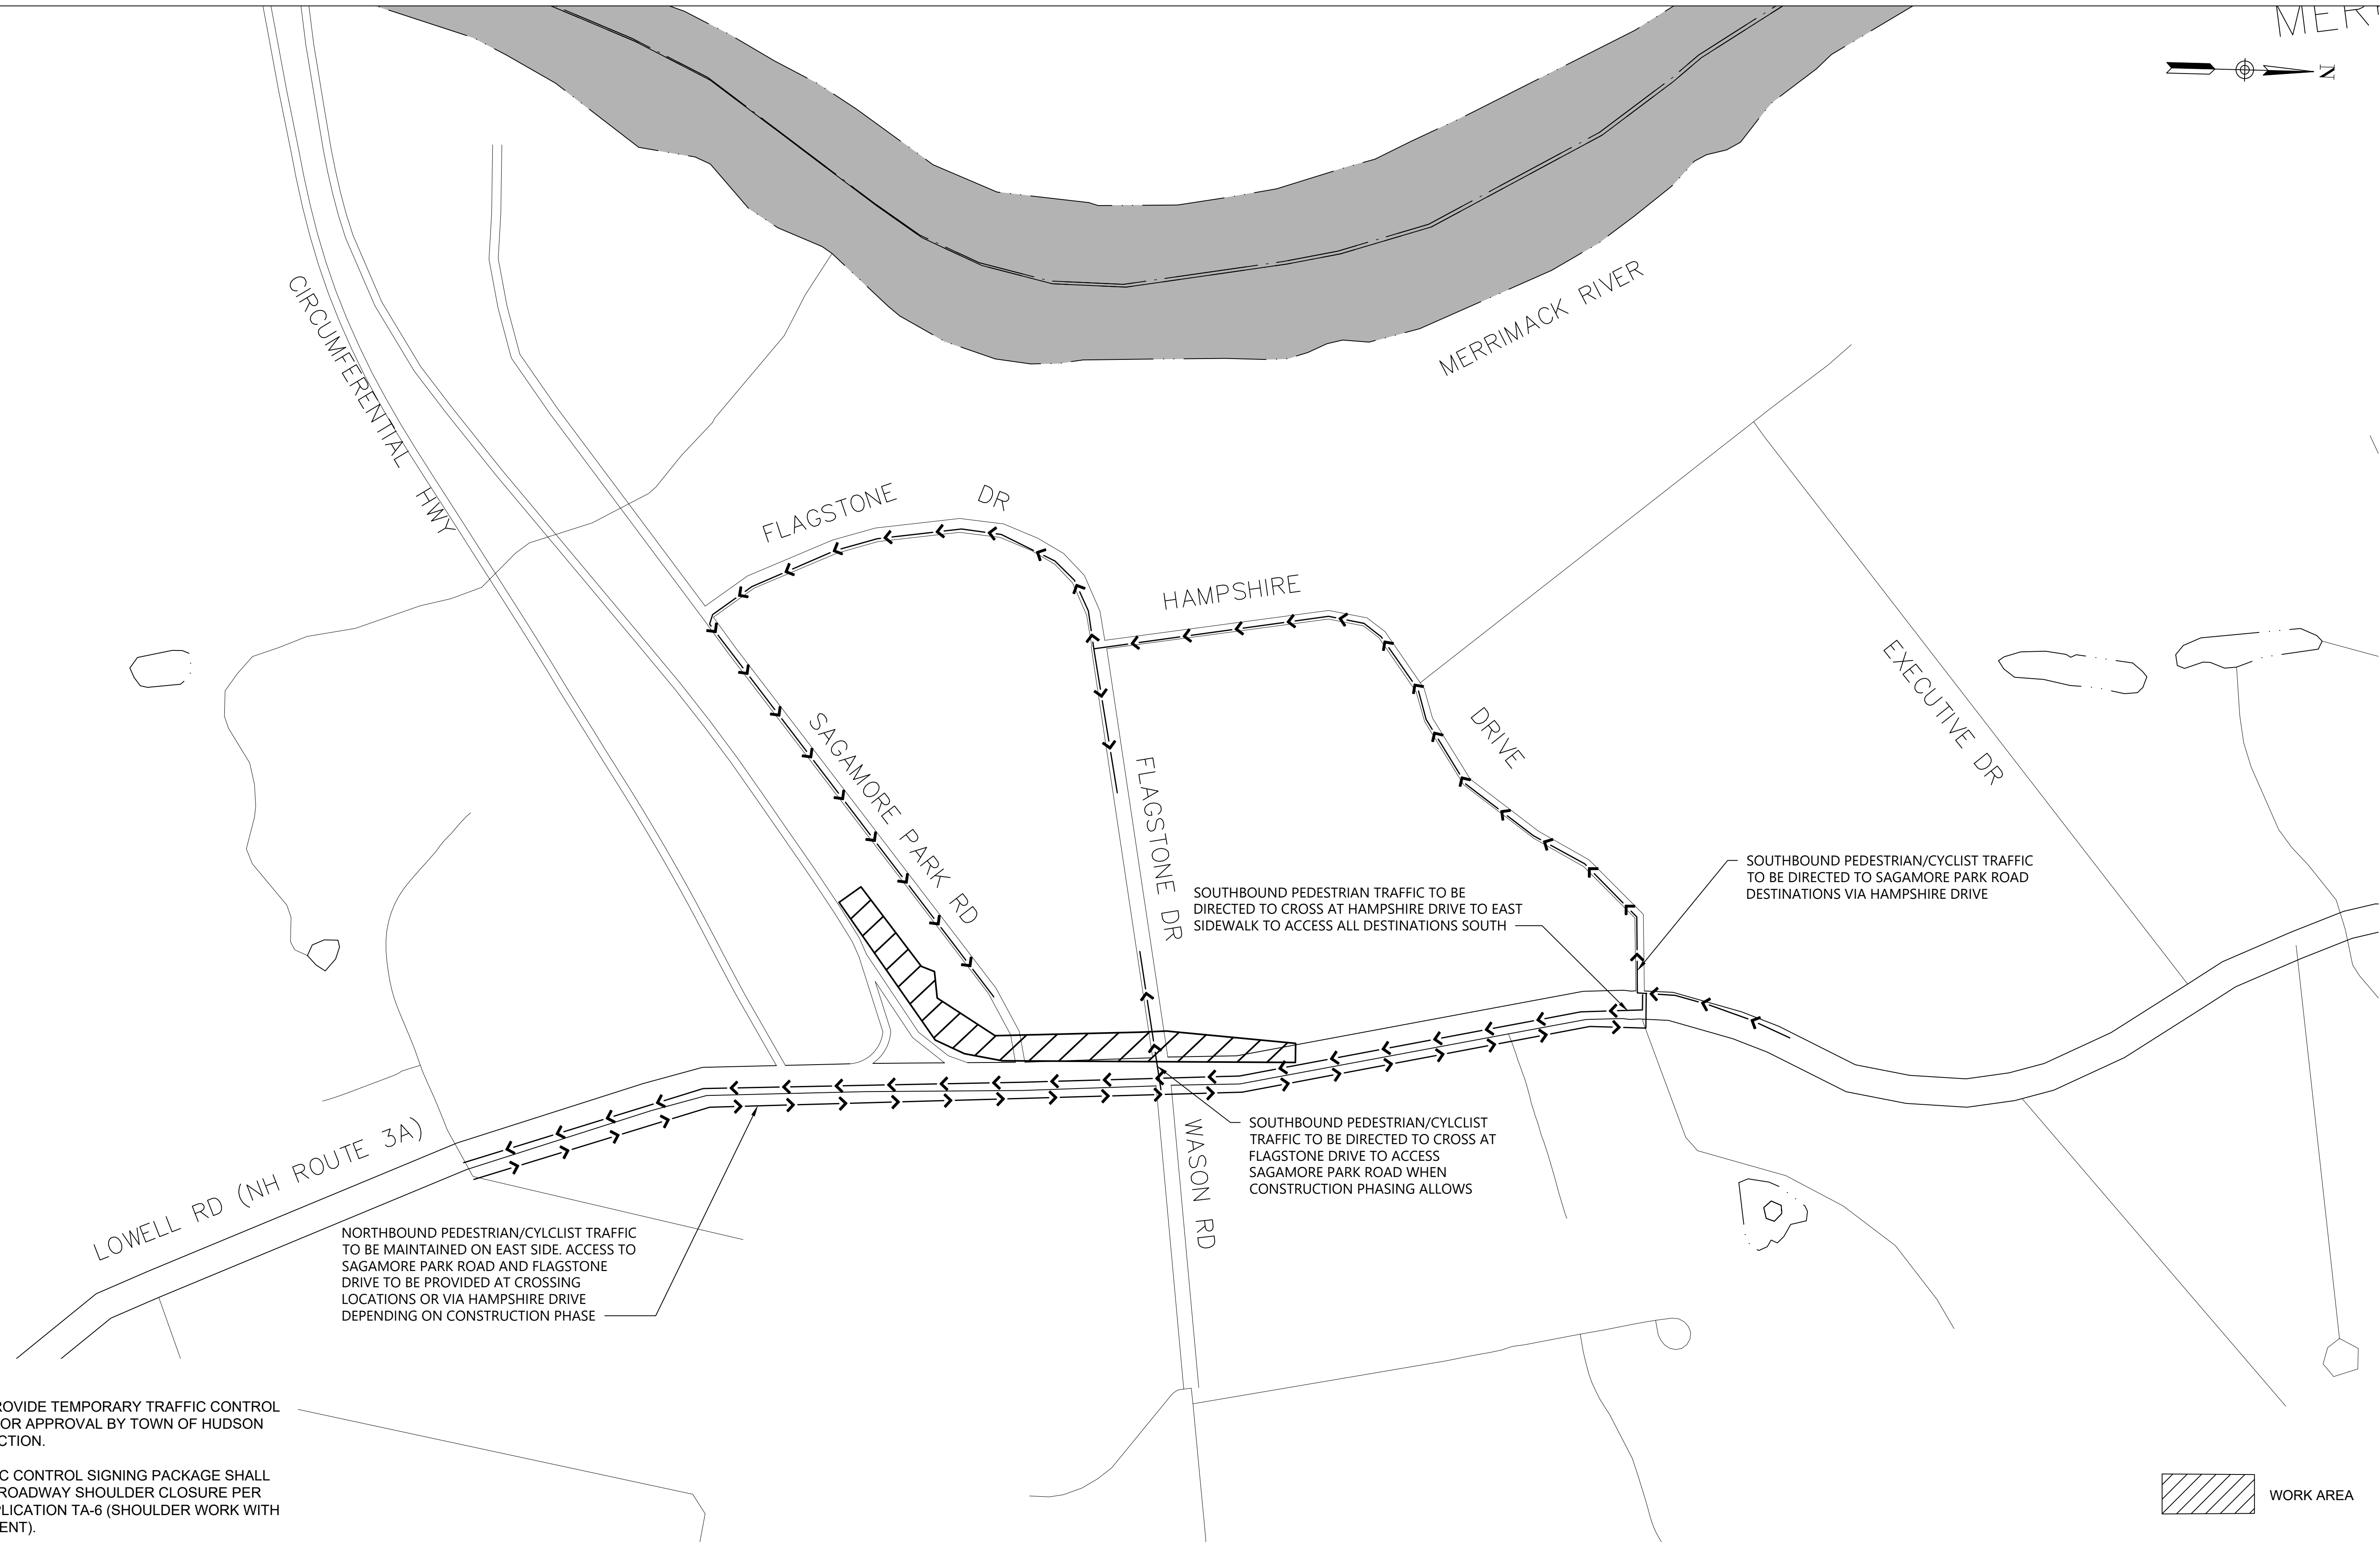 N
MERRIMACK RIVER
CIRCUMFERENTIAL HWY
FLAGSTONE DR
HAMPSHIRE
DRIVE
EXECUTIVE DR
SAGAMORE PARK RD
FLAGSTONE DR
SOUTHBOUND PEDESTRIAN/CYCLIST TRAFFIC
TO BE DIRECTED TO SAGAMORE PARK ROAD
DESTINATIONS VIA HAMPSHIRE DRIVE
SOUTHBOUND PEDESTRIAN TRAFFIC TO BE
DIRECTED TO CROSS AT HAMPSHIRE DRIVE TO EAST
SIDEWALK TO ACCESS ALL DESTINATIONS SOUTH
SOUTHBOUND PEDESTRIAN/CYLCLIST
TRAFFIC TO BE DIRECTED TO CROSS AT
FLAGSTONE DRIVE TO ACCESS
SAGAMORE PARK ROAD WHEN
CONSTRUCTION PHASING ALLOWS
WASON RD
LOWELL RD (NH ROUTE 3A)
NORTHBOUND PEDESTRIAN/CYLCLIST TRAFFIC
TO BE MAINTAINED ON EAST SIDE. ACCESS TO
SAGAMORE PARK ROAD AND FLAGSTONE
DRIVE TO BE PROVIDED AT CROSSING
LOCATIONS OR VIA HAMPSHIRE DRIVE
DEPENDING ON CONSTRUCTION PHASE
ROVIDE TEMPORARY TRAFFIC CONTROL
OR APPROVAL BY TOWN OF HUDSON
CTION.
C CONTROL SIGNING PACKAGE SHALL
ROADWAY SHOULDER CLOSURE PER
PLICATION TA-6 (SHOULDER WORK WITH
ENT).
WORK AREA